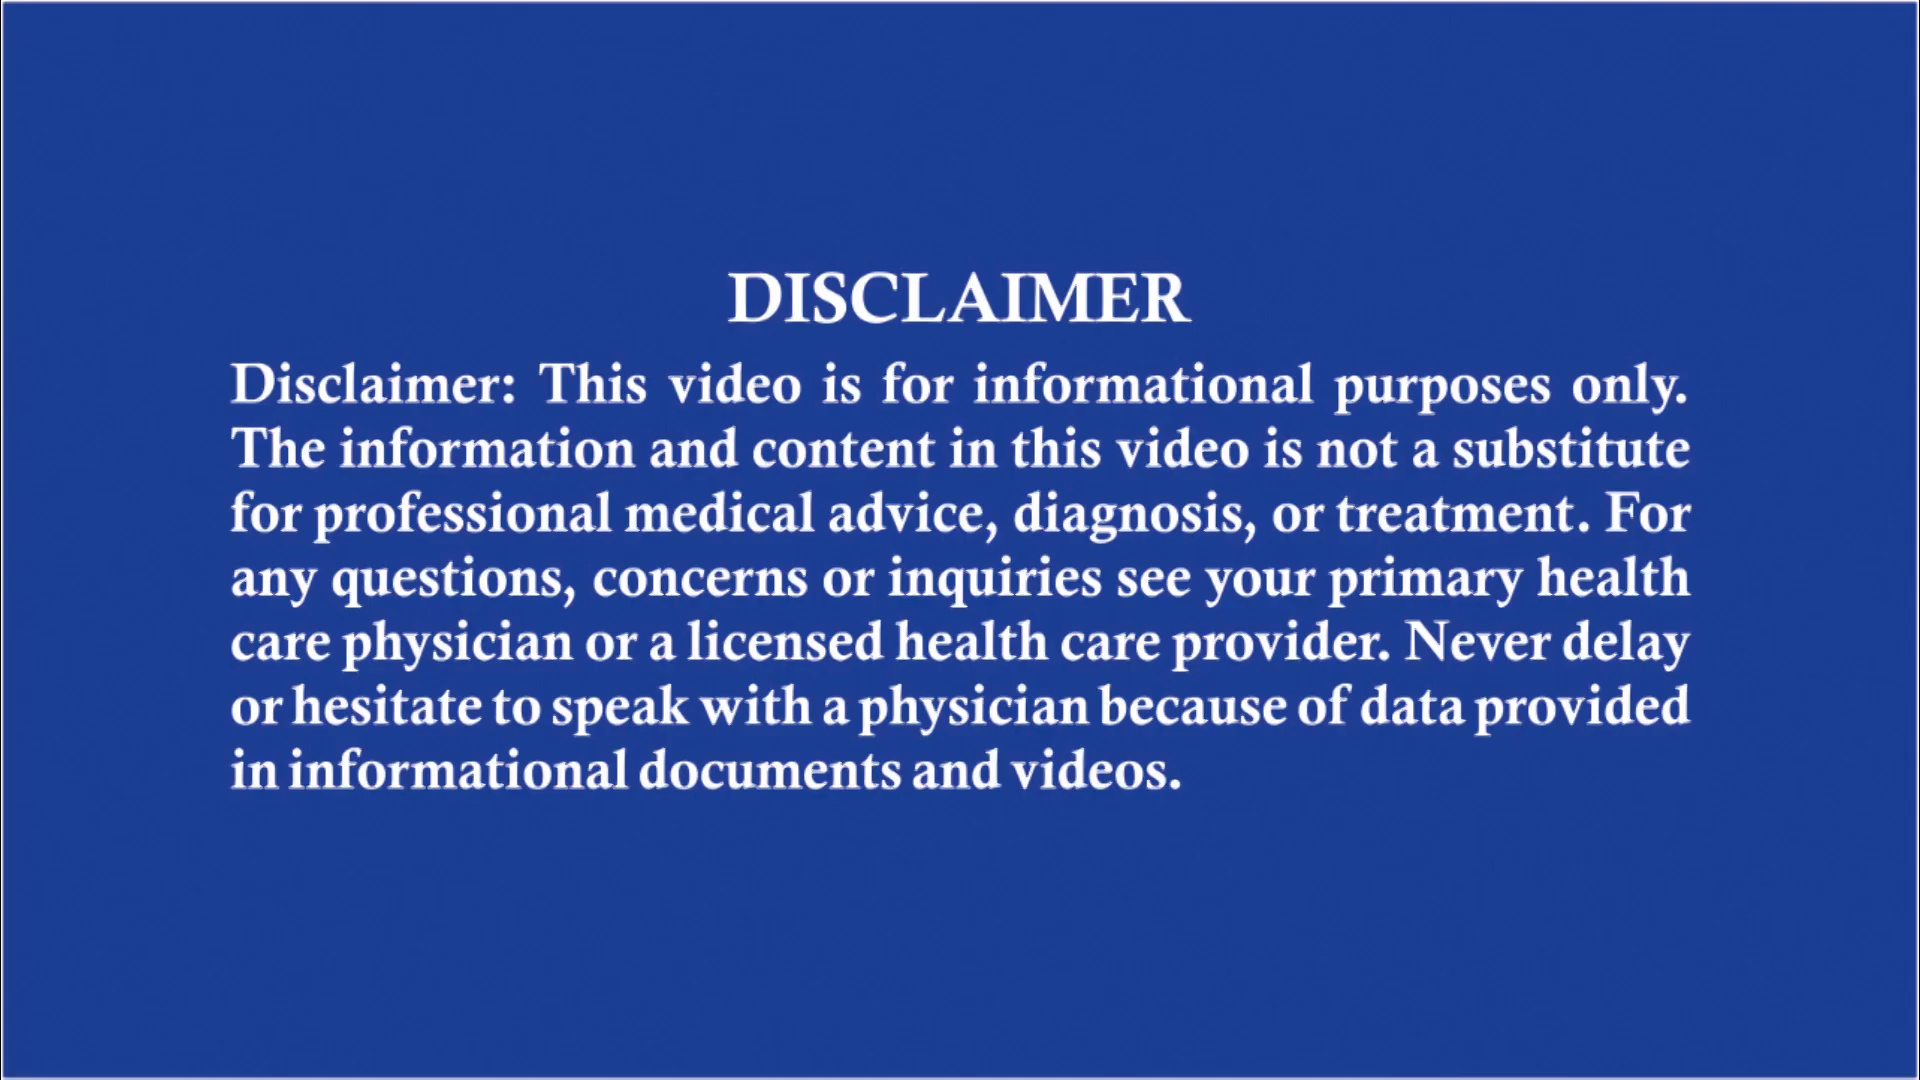 DISCLAIMER
Disclaimer: This video is for informational purposes only.
The information and content in this video is not a substitute
for professional medical advice, diagnosis, or treatment. For
any questions, concerns or inquiries see your primary health
care physician or a licensed health care provider. Never delay
or hesitate to speak with a physician because of data provided
in informational documents and videos.